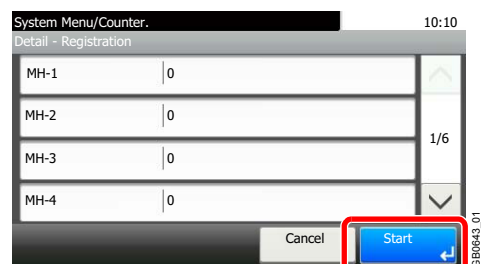 System Menu/Counter. 10:10
Detail - Registration
MH-1 0
MH-2 0
1/6
MH-3 0
MH-4 0
Cancel Start
GB0643_01